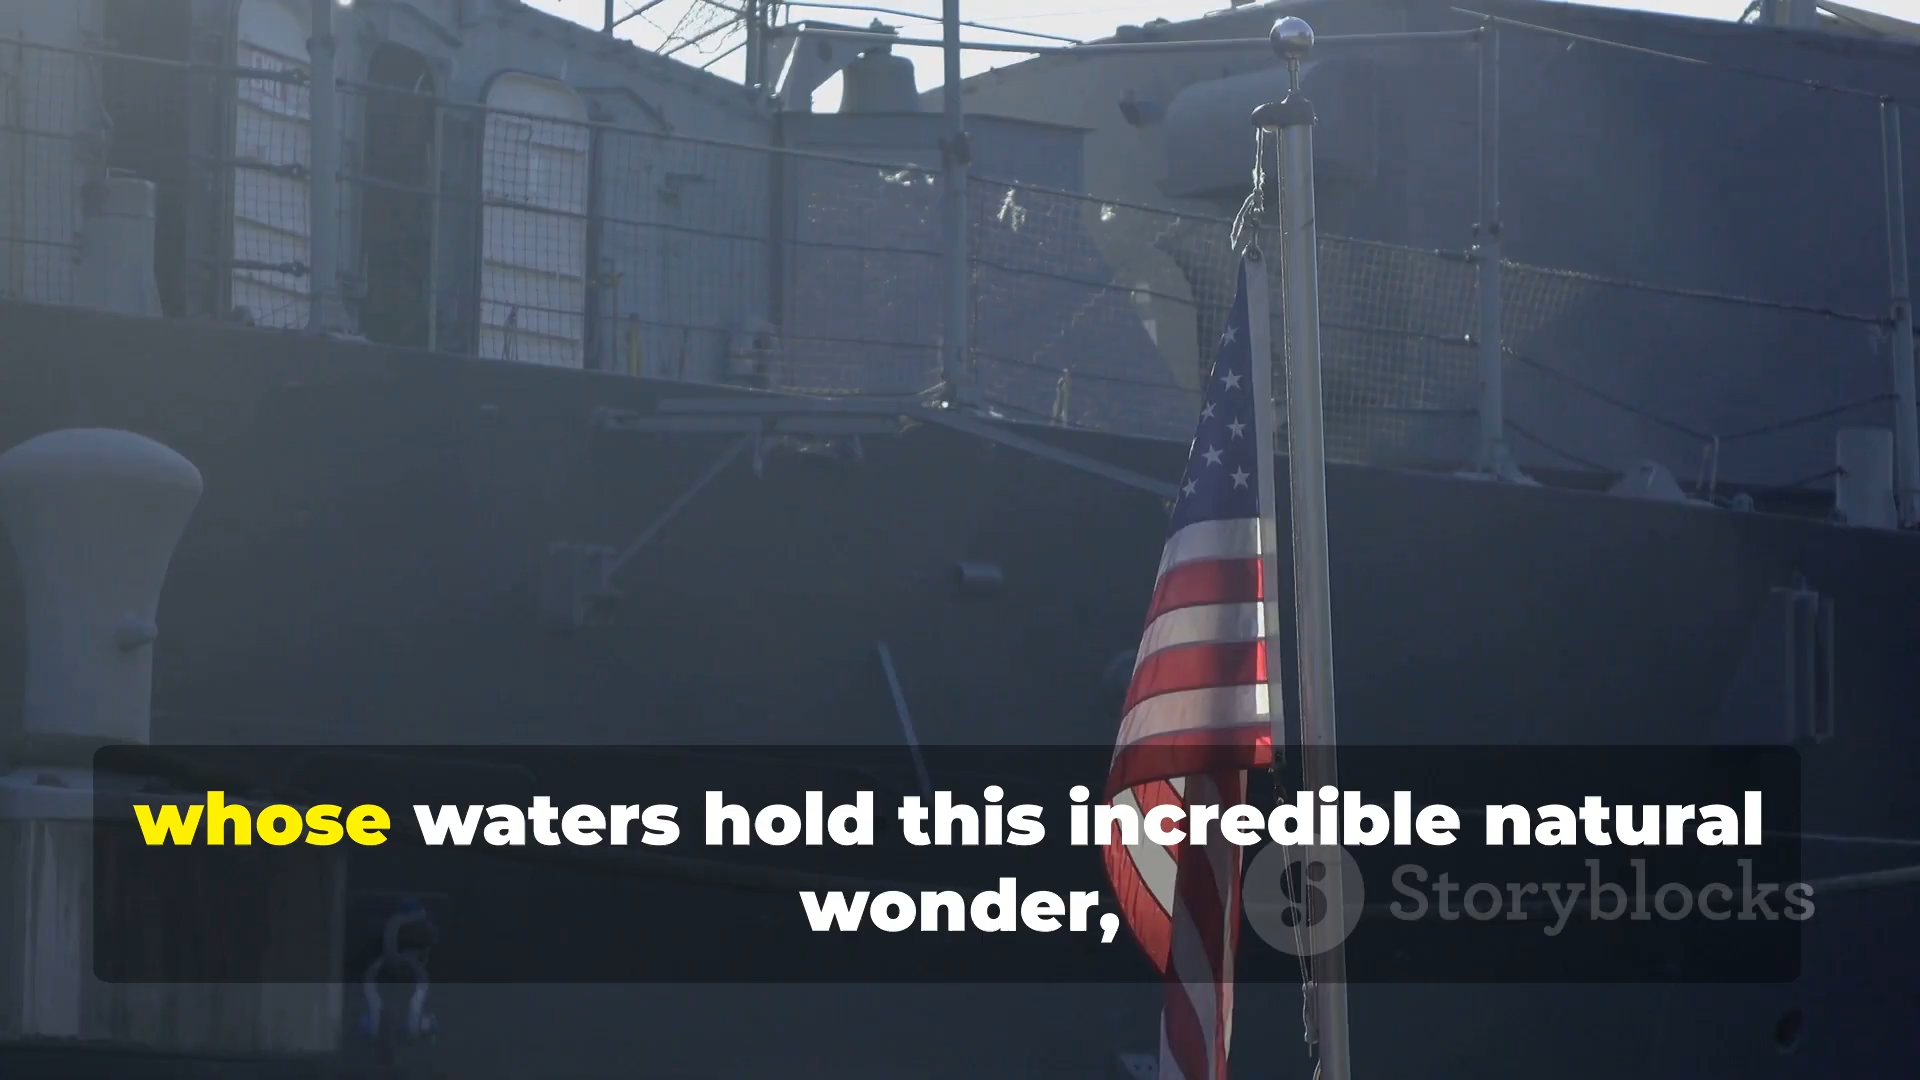 whose waters hold this incredible natural
wonder,
Storyblocks